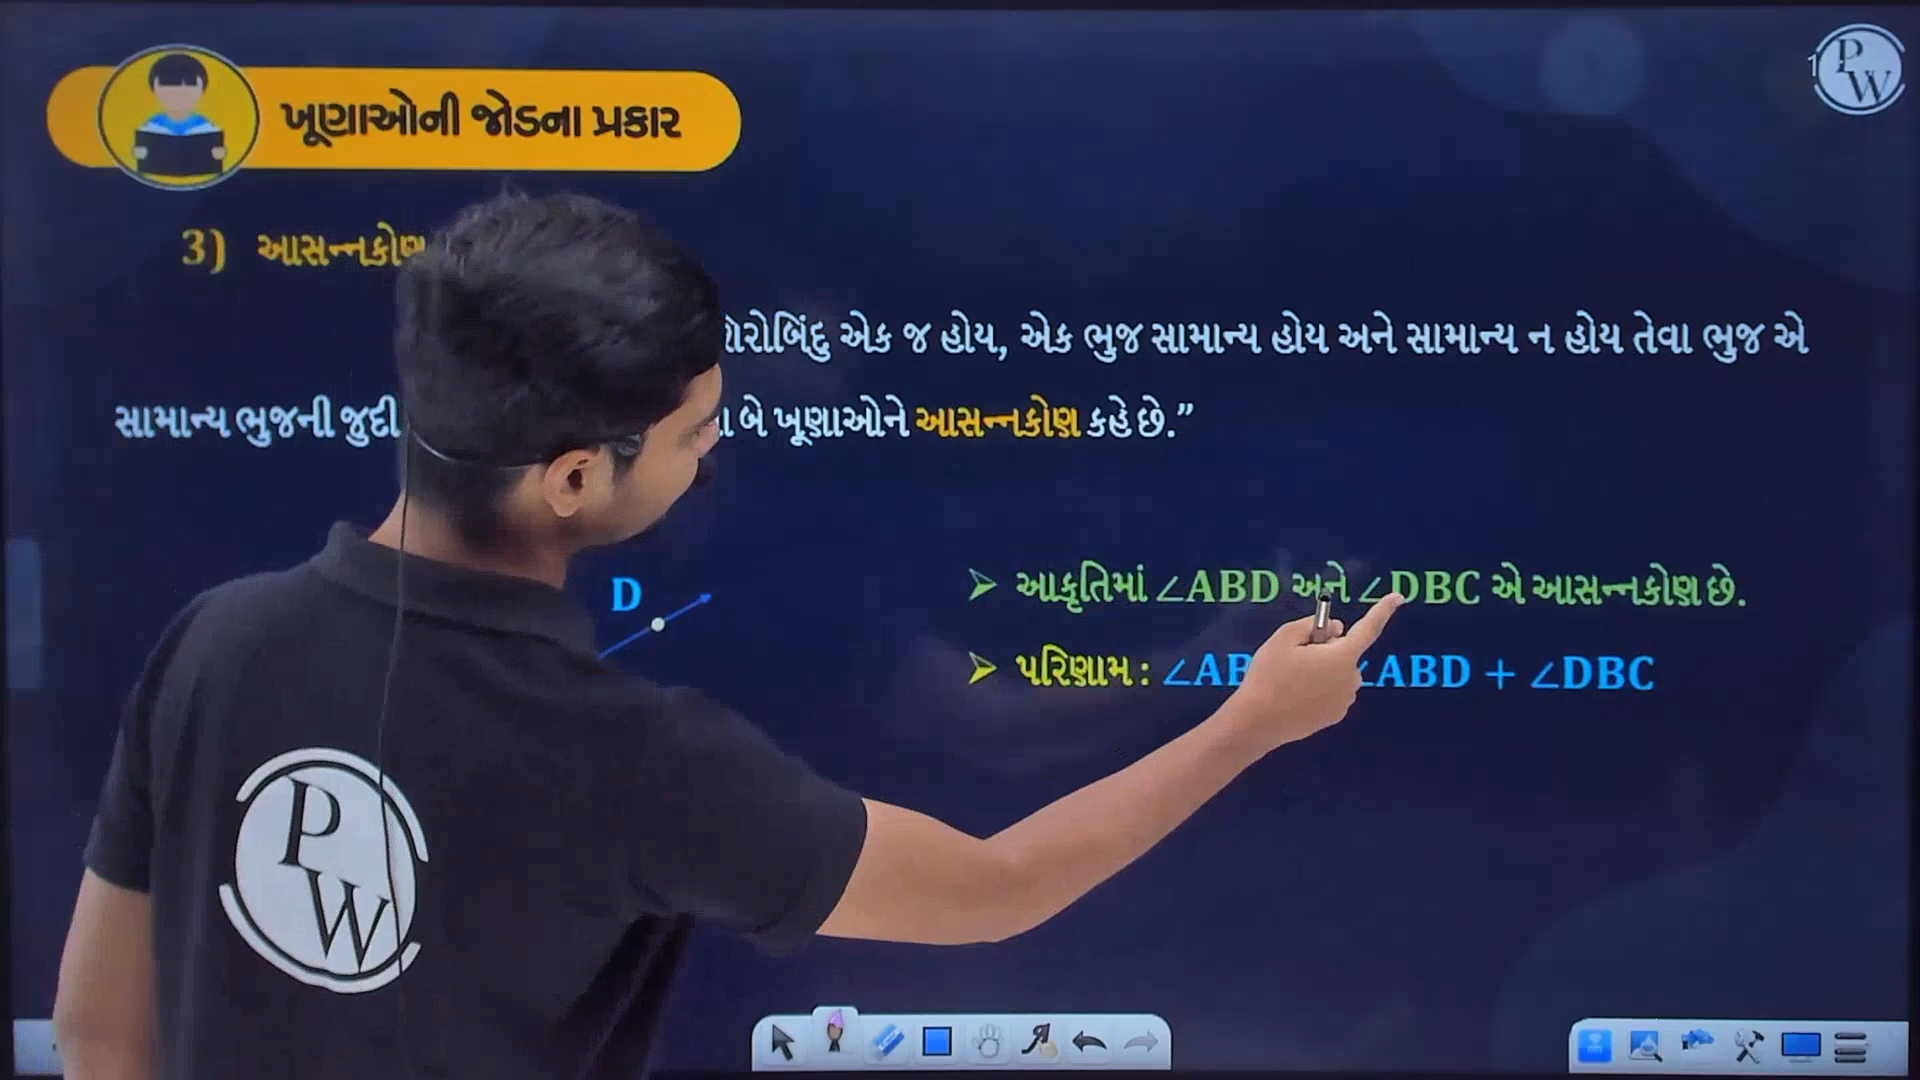 ખૂણાઓની જોડના પ્રકાર
PW
3) આસન્નકોણ
શિરોબિંદુ એક જ હોય, એક ભુજ સામાન્ય હોય અને સામાન્ય ન હોય તેવા ભુજ એ
સામાન્ય ભુજની જુદી બે ખૂણાઓને આસન્નકોણ કહે છે.”
D
➢ આકૃતિમાં ∠ABD અને ∠DBC એ આસન્નકોણ છે.
➢ પરિણામ : ∠ABD + ∠DBC
PW